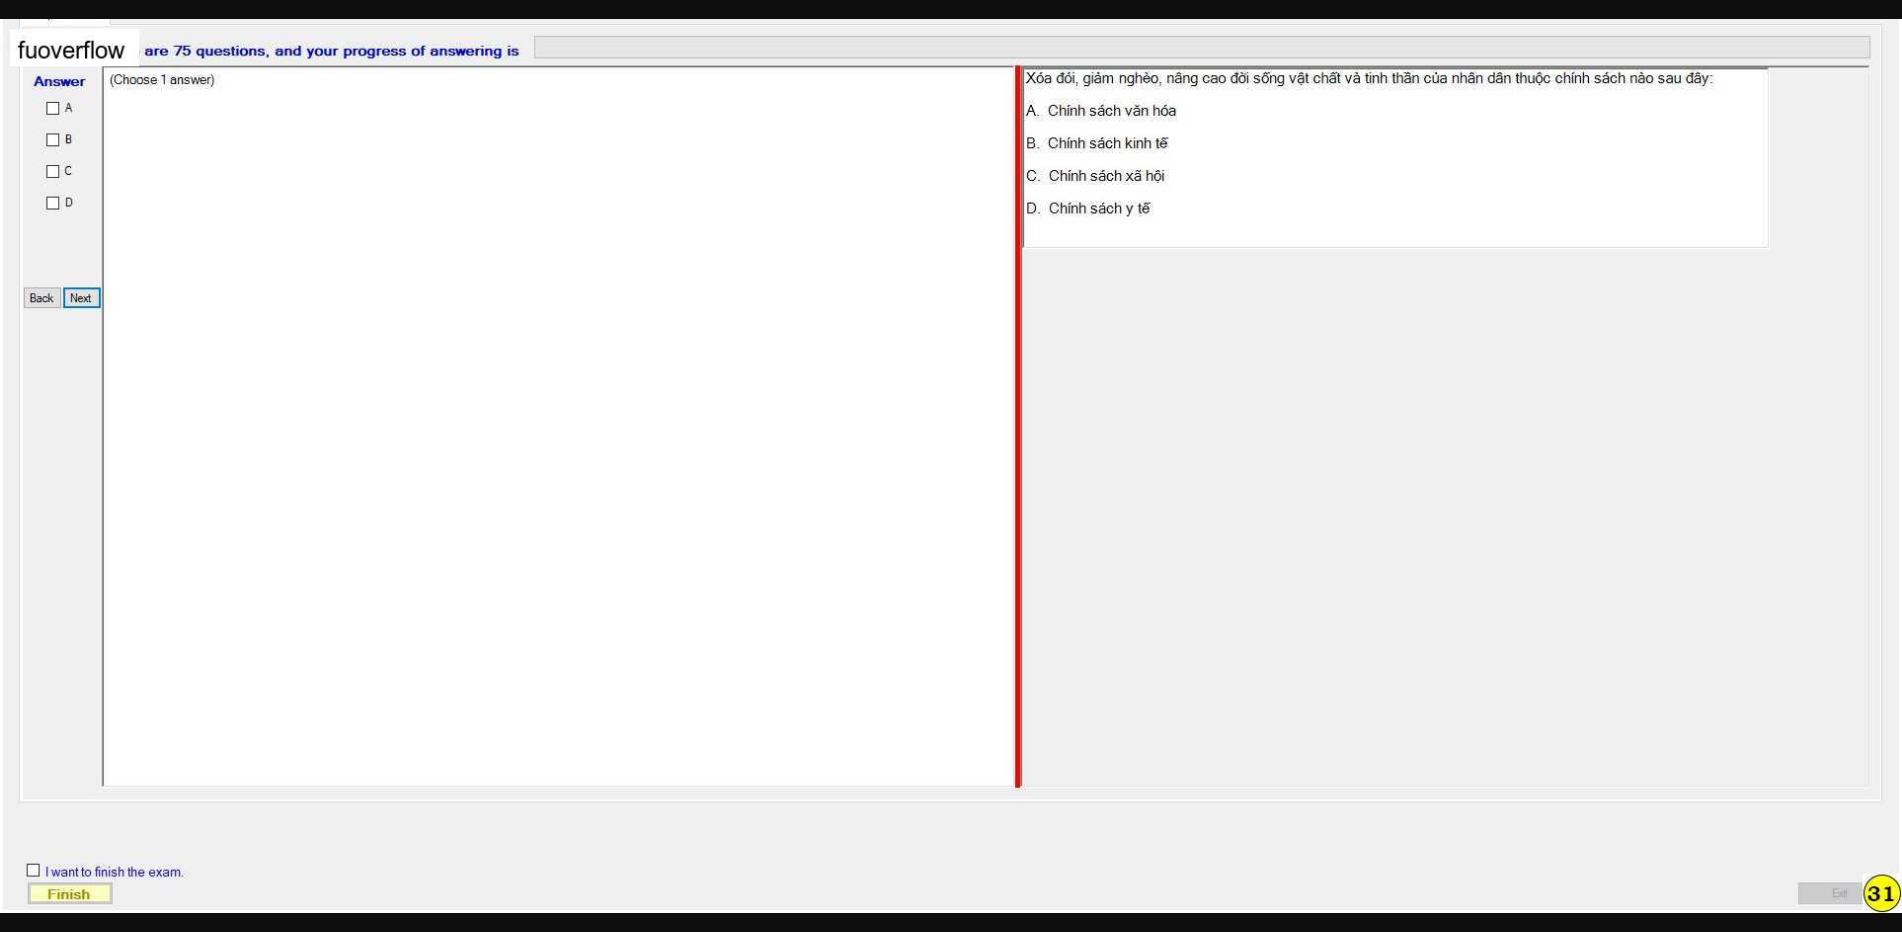 fuoverflow are 75 questions, and your progress of answering is
Answer
(Choose 1 answer)
A
B
C
D
Back Next
Xóa đói, giảm nghèo, nâng cao đời sống vật chất và tinh thần của nhân dân thuộc chính sách nào sau đây:
A. Chính sách văn hóa
B. Chính sách kinh tế
C. Chính sách xã hội
D. Chính sách y tế
I want to finish the exam.
Finish
Exit
31